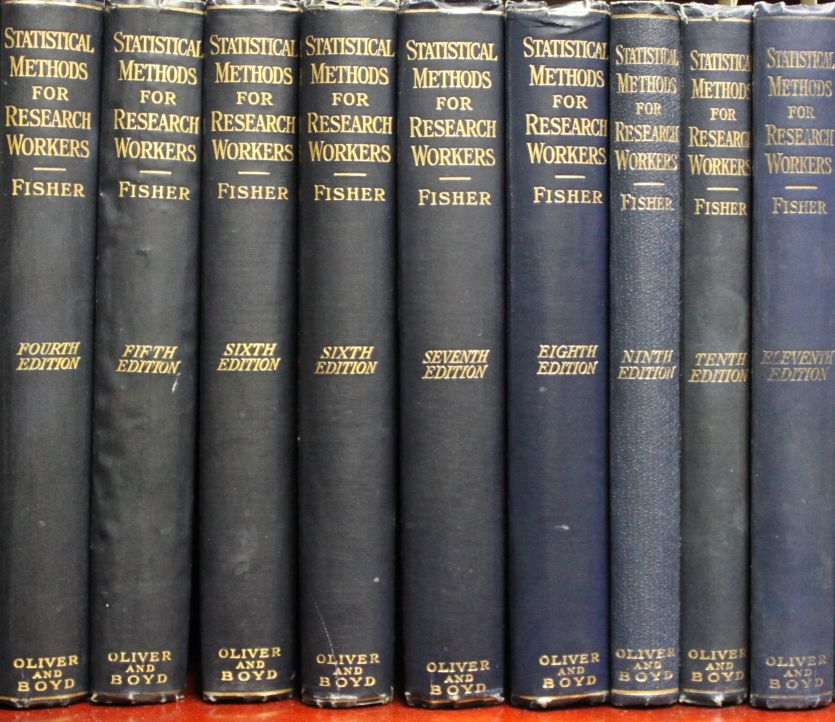 STATISTICAL
METHODS
FOR
RESEARCH
WORKERS
FISHER
FOURTH
EDITION
OLIVER
AND
BOYD
STATISTICAL
METHODS
FOR
RESEARCH
WORKERS
FISHER
FIFTH
EDITION
OLIVER
AND
BOYD
STATISTICAL
METHODS
FOR
RESEARCH
WORKERS
FISHER
SIXTH
EDITION
OLIVER
AND
BOYD
STATISTICAL
METHODS
FOR
RESEARCH
WORKERS
FISHER
SIXTH
EDITION
OLIVER
AND
BOYD
STATISTICAL
METHODS
FOR
RESEARCH
WORKERS
FISHER
SEVENTH
EDITION
OLIVER
AND
BOYD
STATISTICAL
METHODS
FOR
RESEARCH
WORKERS
FISHER
EIGHTH
EDITION
OLIVER
AND
BOYD
STATISTICAL
METHODS
FOR
RESEARCH
WORKERS
FISHER
NINTH
EDITION
OLIVER
AND
BOYD
STATISTICAL
METHODS
FOR
RESEARCH
WORKERS
FISHER
TENTH
EDITION
OLIVER
AND
BOYD
STATISTICAL
METHODS
FOR
RESEARCH
WORKERS
FISHER
ELEVENTH
EDITION
OLIVER
AND
BOYD